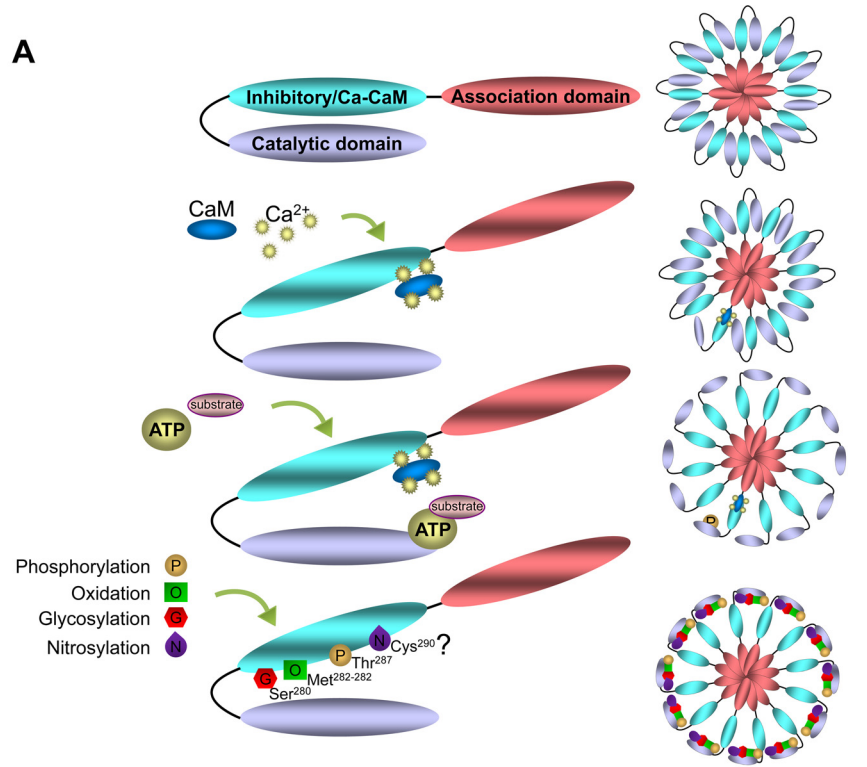 A
Inhibitory/Ca-CaM
Association domain
Catalytic domain
CaM
Ca2+
substrate
ATP
substrate
ATP
P
Phosphorylation P
Oxidation O
Glycosylation G
Nitrosylation N
N Cys290 ?
P Thr287
O Met282-282
G Ser280